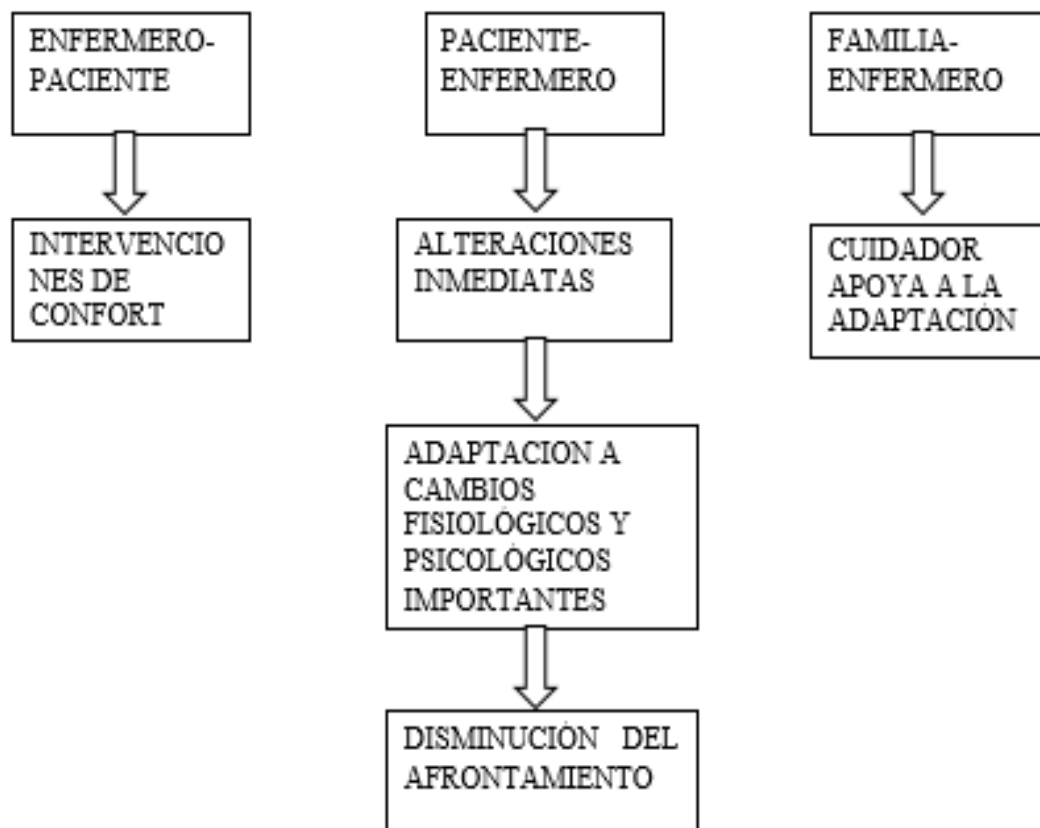 ENFERMERO-
PACIENTE
PACIENTE-
ENFERMERO
FAMILIA-
ENFERMERO
INTERVENCIO
NES DE
CONFORT
ALTERACIONES
INMEDIATAS
CUIDADOR
APOYA A LA
ADAPTACIÓN
ADAPTACION A
CAMBIOS
FISIOLÓGICOS Y
PSICOLÓGICOS
IMPORTANTES
DISMINUCIÓN DEL
AFRONTAMIENTO